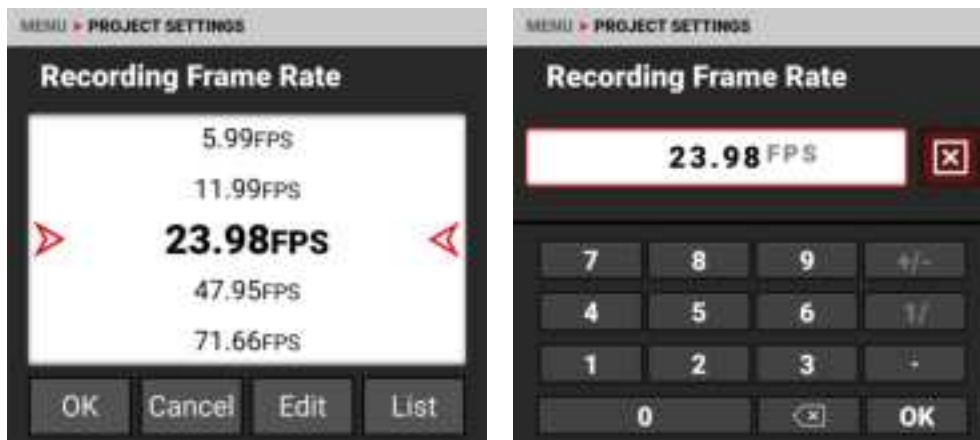 MENU ► PROJECT SETTINGS
Recording Frame Rate
5.99FPS
11.99FPS
23.98FPS
47.95FPS
71.66FPS
OK Cancel Edit List
MENU ► PROJECT SETTINGS
Recording Frame Rate
23.98 FPS
7 8 9 +/-
4 5 6 1/
1 2 3 .
0 OK